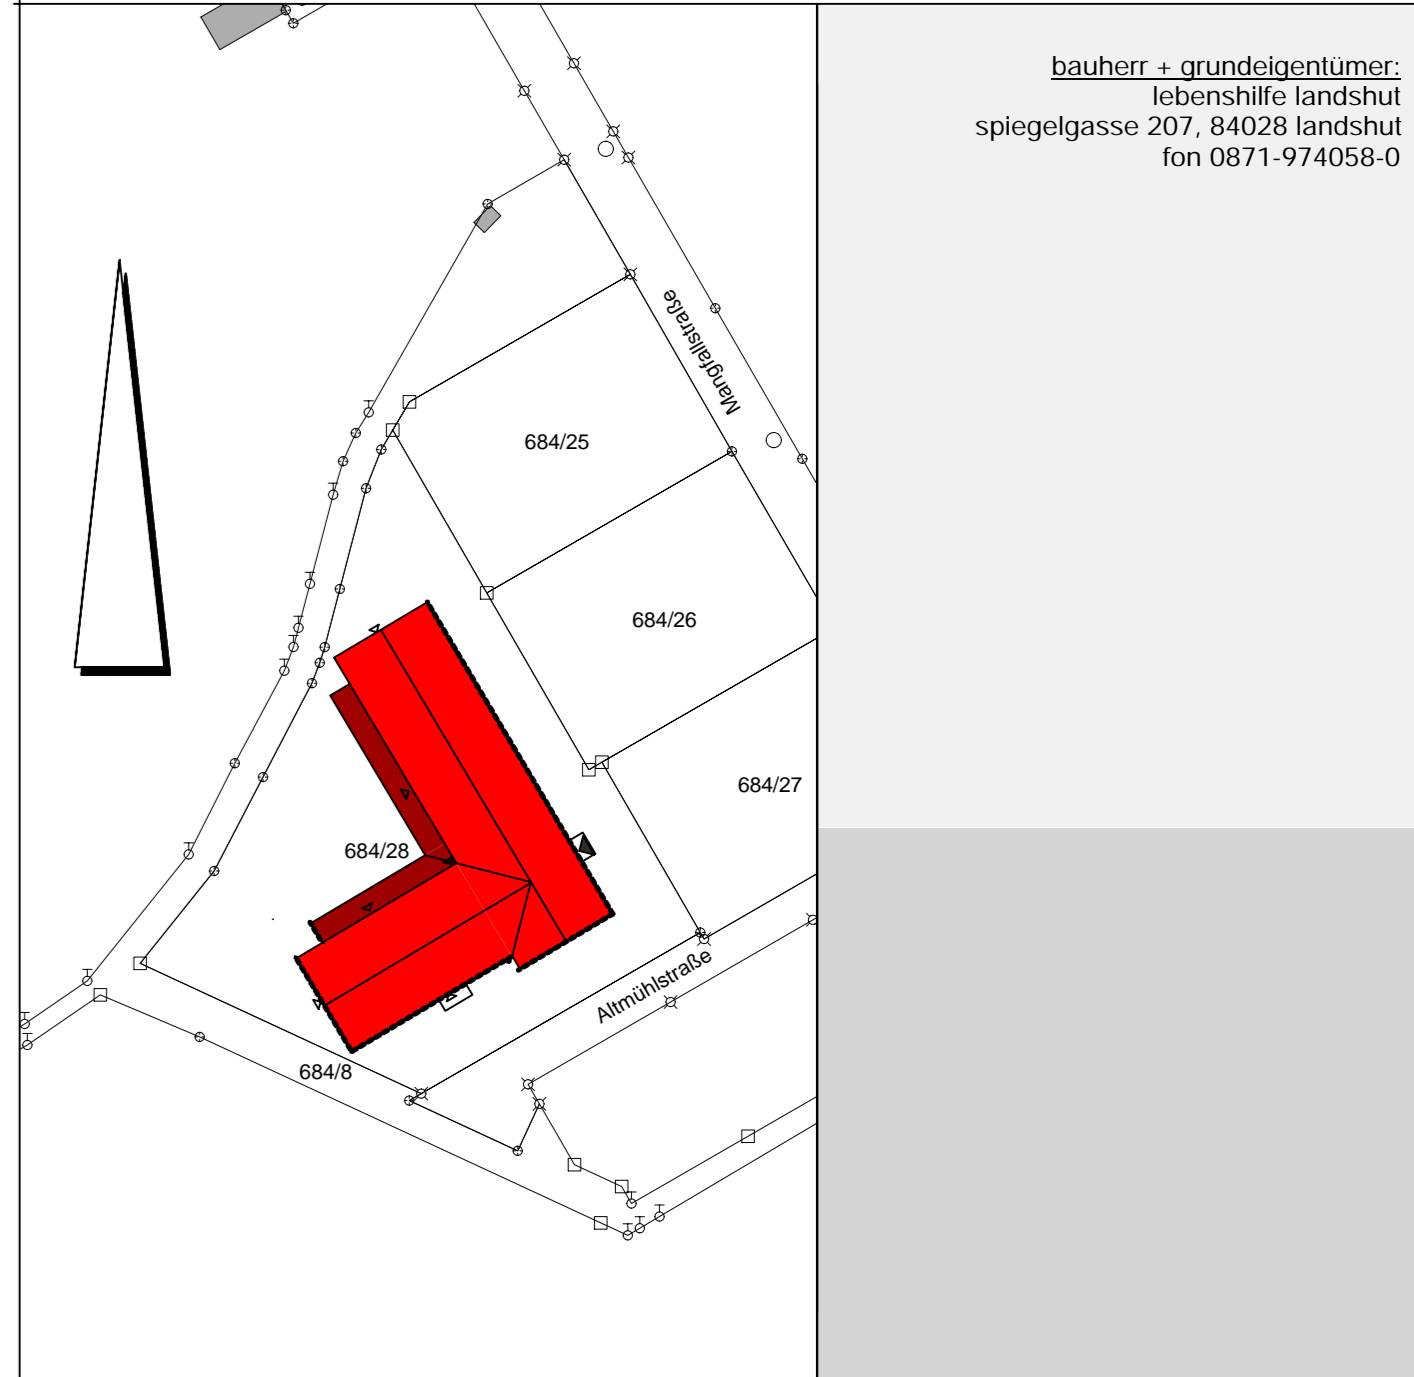 bauherr + grundeigentümer:
lebenshilfe landshut
spiegelgasse 207, 84028 landshut
fon 0871-974058-0
Mangfallstraße
684/25
684/26
684/27
684/28
Altmühlstraße
684/8